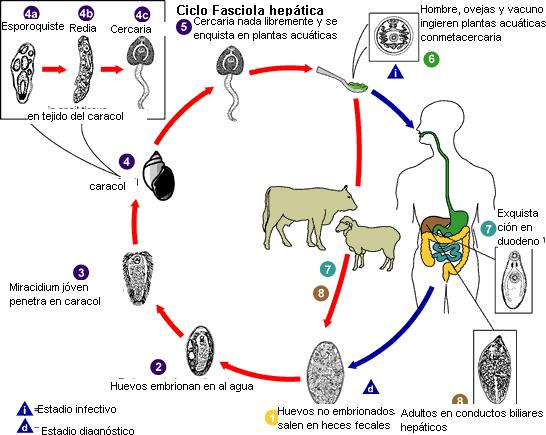 Ciclo Fasciola hepática
4a
4b
4c
Esporoquiste
Redia
Cercaria
en tejido del caracol
5
Cercaria nada libremente y se
enquista en plantas acuáticas
Hombre, ovejas y vacuno
ingieren plantas acuáticas
conmetacercaria
i
6
4
caracol
7
Exquista
ción en
duodeno
3
Miracidium jóven
penetra en caracol
7
8
2
Huevos embrionan en al agua
d
1
Huevos no embrionados
salen en heces fecales
8
Adultos en conductos biliares
hepáticos
i =Estadio infectivo
d = Estadio diagnóstico